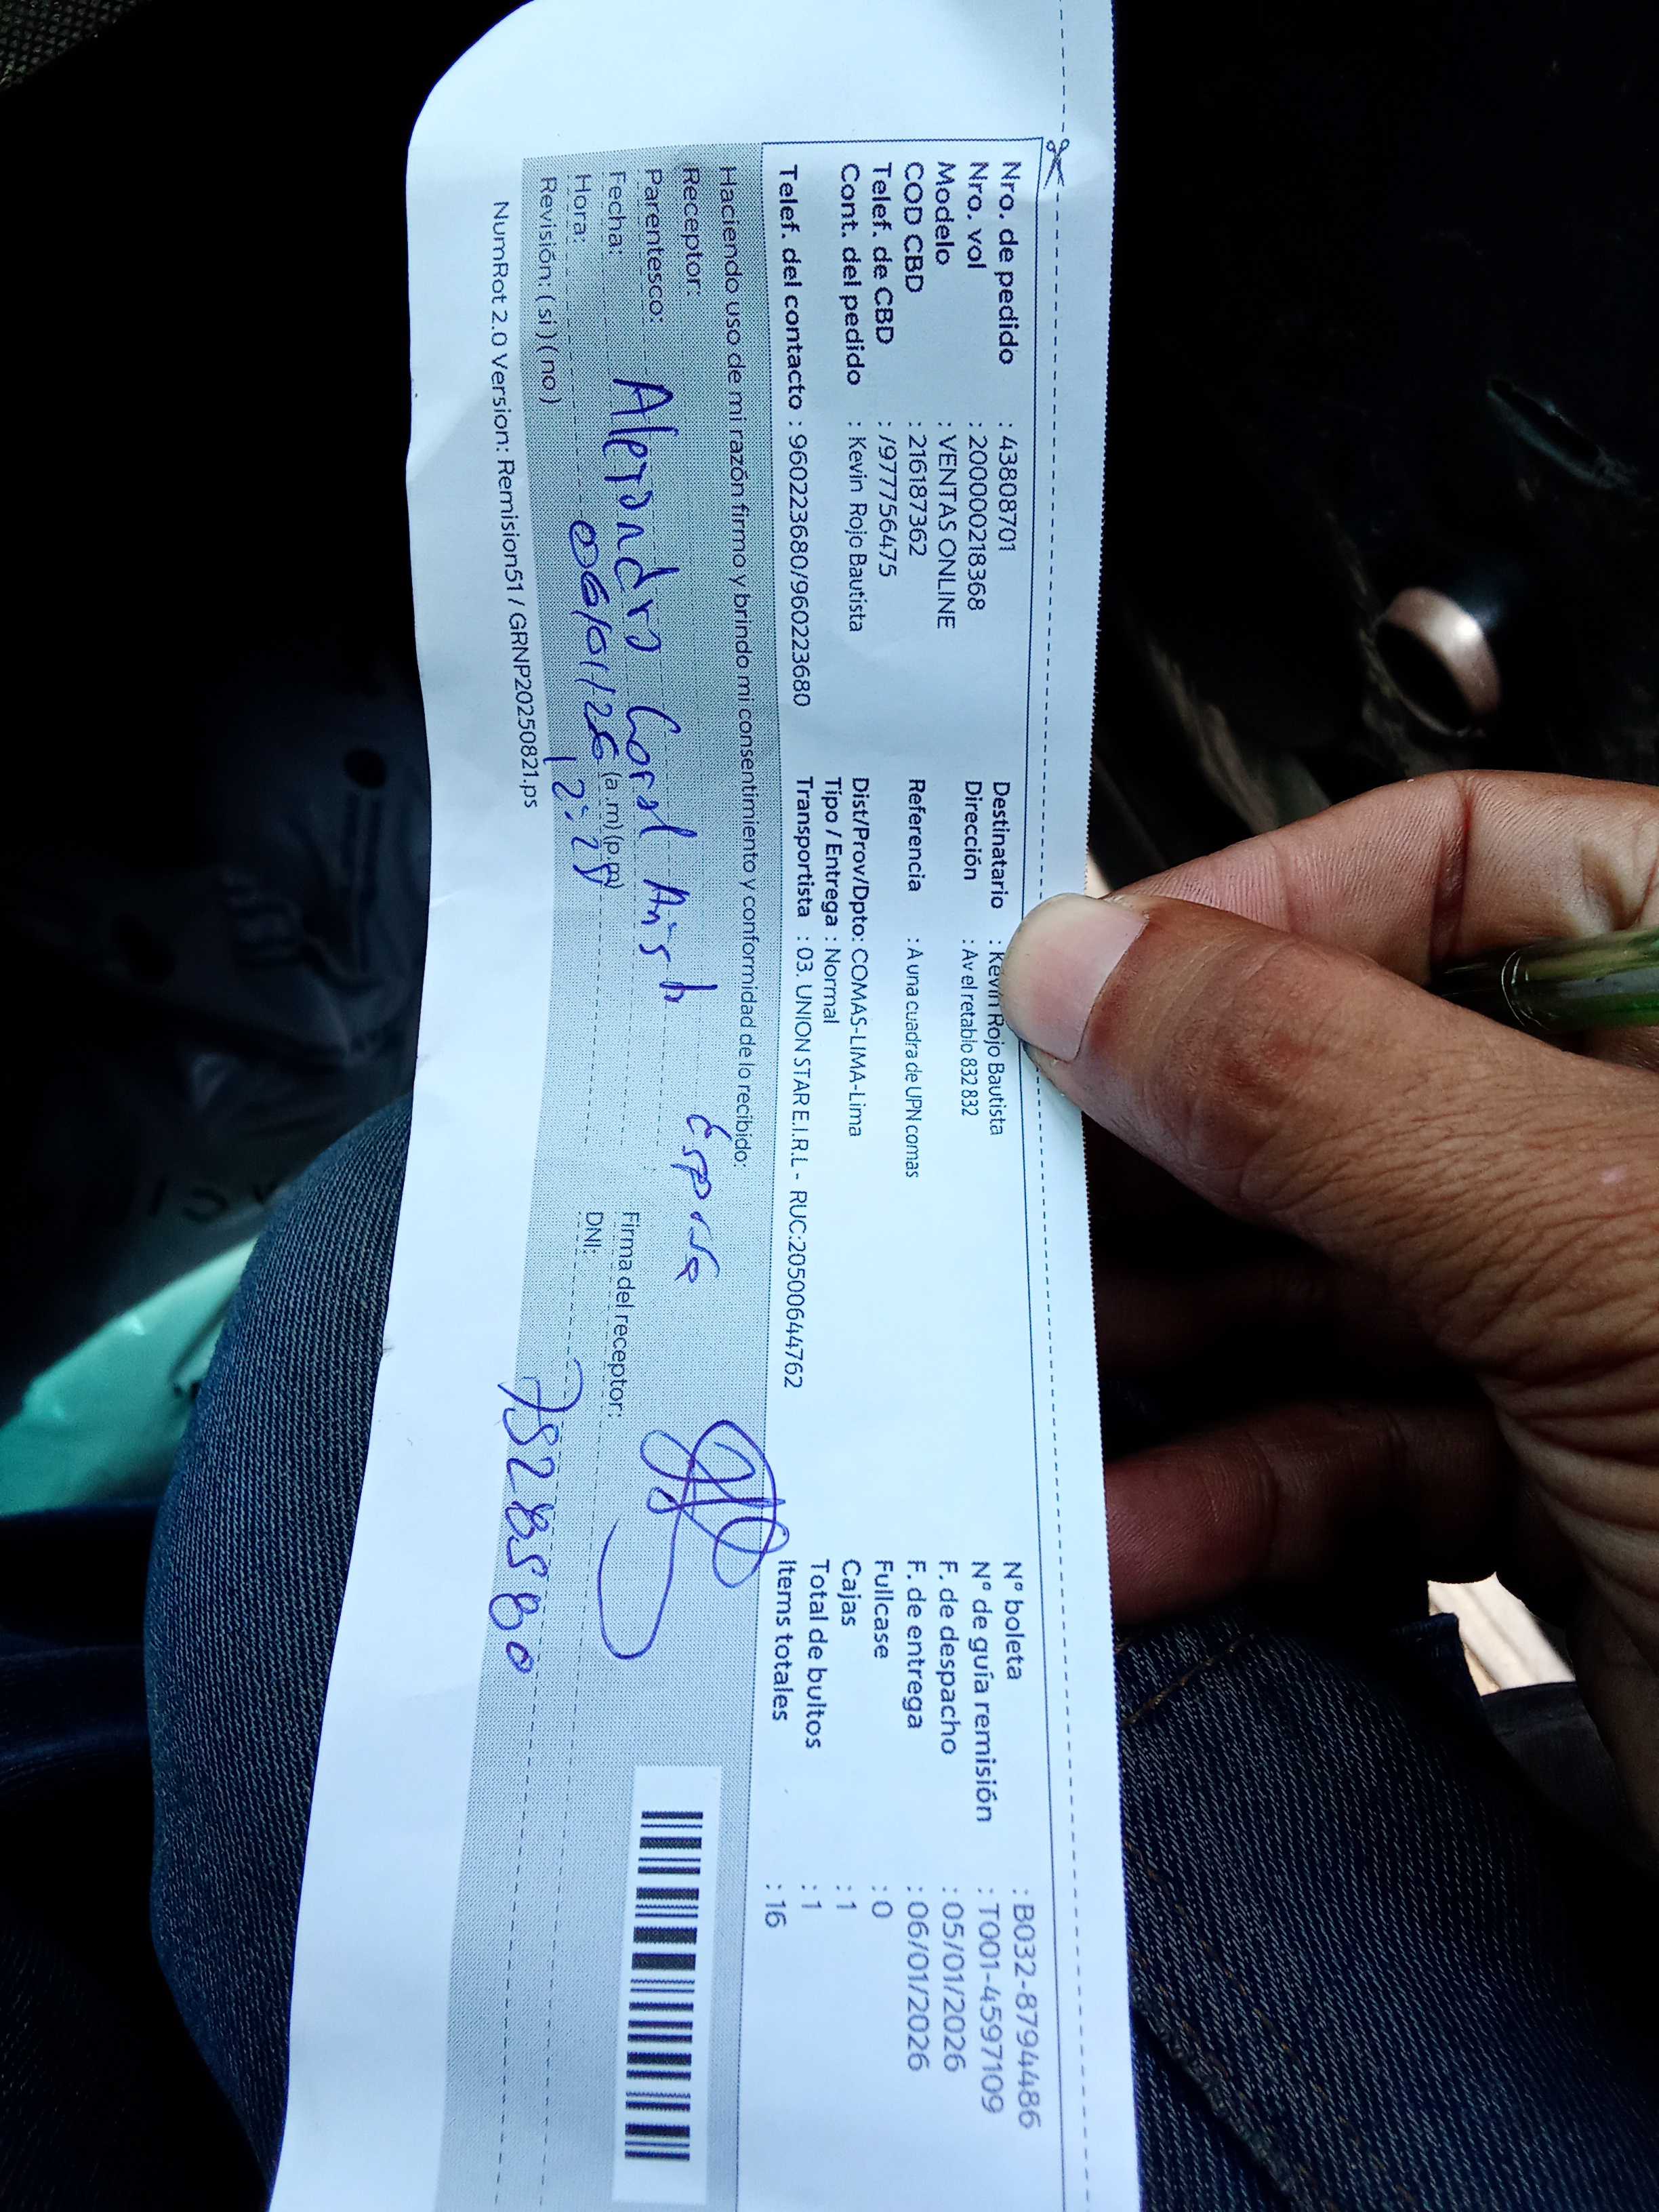 Nro. de pedido : 43808701
Nro. vol : 200000218368
Modelo : VENTAS ONLINE
COD CBD : 216187362
Telef. de CBD : /977756475
Cont. del pedido : Kevin Rojo Bautista
Telef. del contacto : 960223680/960223680
Destinatario : Kevin Rojo Bautista
Dirección : Av el retablo 832 832
Referencia : A una cuadra de UPN comas
Dist/Prov/Dpto: COMAS-LIMA-Lima
Tipo / Entrega : Normal
Transportista : 03. UNION STAR E.I.R.L - RUC:20500644762
N° boleta : B032-8794486
N° de guía remisión : T001-4597109
F. de despacho : 05/01/2026
F. de entrega : 06/01/2026
Fullcase : 0
Cajas : 1
Total de bultos : 1
Items totales : 16
Haciendo uso de mi razón firmo y brindo mi consentimiento y conformidad de lo recibido:
Receptor:
Parentesco: Alejandra Coral esposa
Fecha: 06/01/26
Hora: (a.m) (p.m) 12:28
Revisión: ( si ) ( no )
Firma del receptor:
DNI: 75285580
NumRot 2.0 Version: Remision51 / GRNP20250821.ps